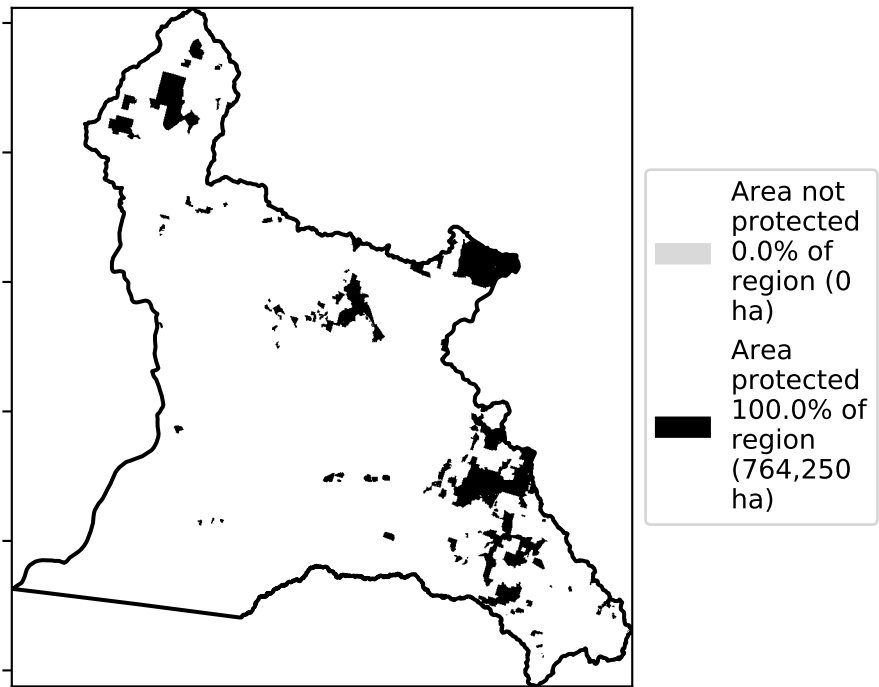 Area not
protected
0.0% of
region (0
ha)
Area
protected
100.0% of
region
(764,250
ha)